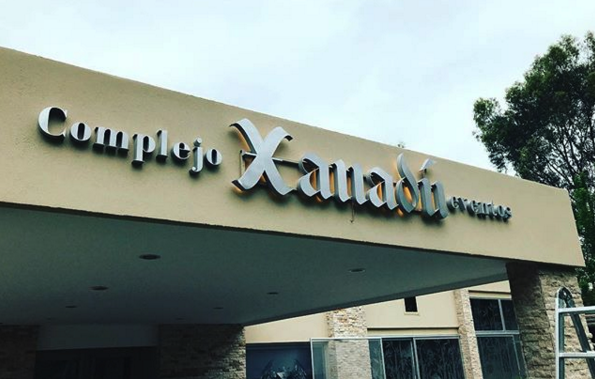 Complejo Xanadú eventos